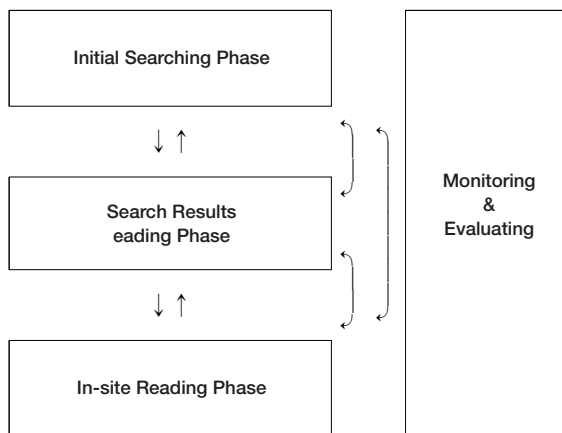 Initial Searching Phase
Search Results
eading Phase
In-site Reading Phase
Monitoring
&
Evaluating